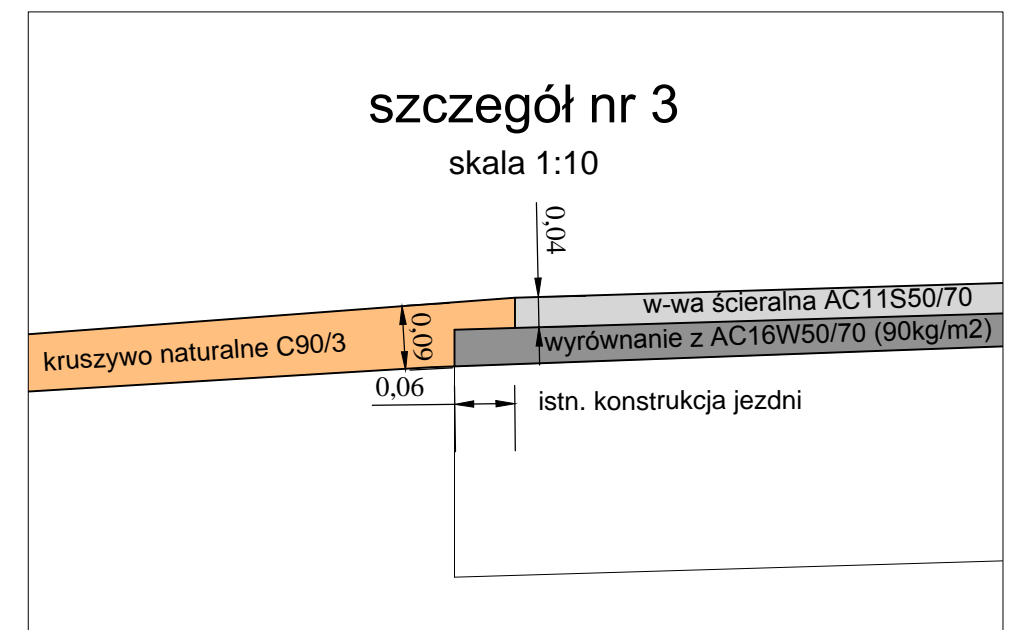 szczegół nr 3
skala 1:10
0,04
w-wa ścieralna AC11S50/70
0,09
wyrównanie z AC16W50/70 (90kg/m2)
kruszywo naturalne C90/3
0,06
istn. konstrukcja jezdni